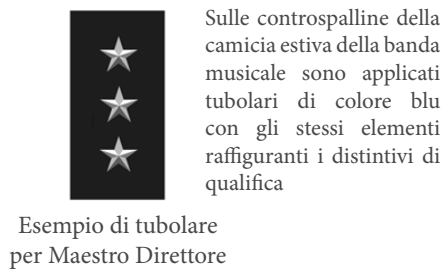 Sulle controspalline della
camicia estiva della banda
musicale sono applicati
tubolari di colore blu
con gli stessi elementi
raffiguranti i distintivi di
qualifica
Esempio di tubolare
per Maestro Direttore